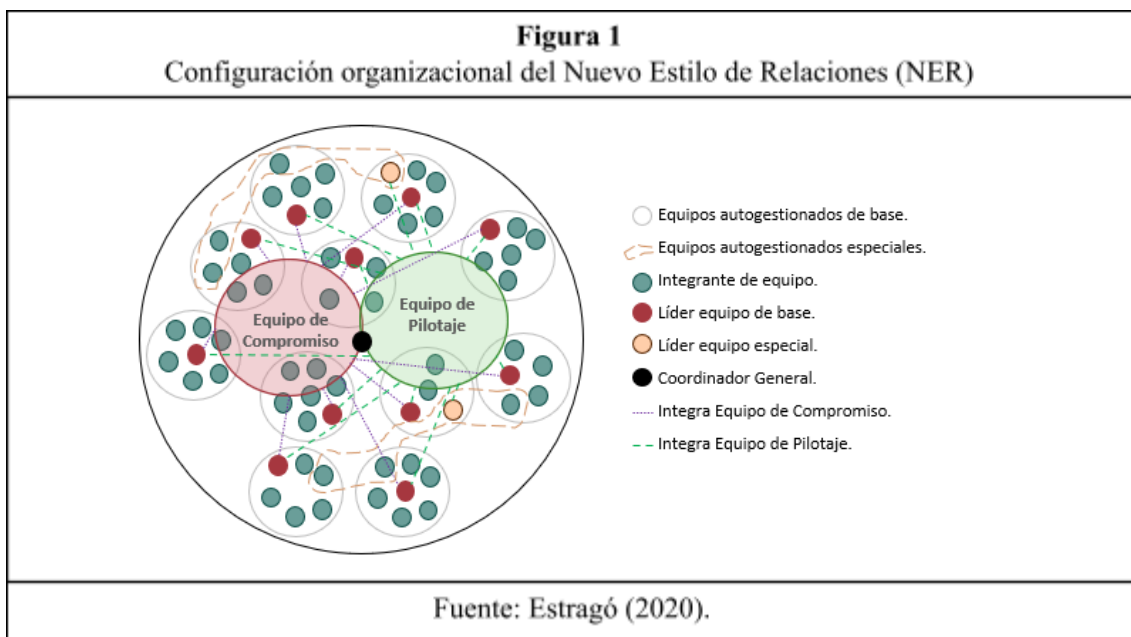 Figura 1
Configuración organizacional del Nuevo Estilo de Relaciones (NER)
Equipo de
Compromiso
Equipo de
Pilotaje
Equipos autogestionados de base.
Equipos autogestionados especiales.
Integrante de equipo.
Líder equipo de base.
Líder equipo especial.
Coordinador General.
Integra Equipo de Compromiso.
Integra Equipo de Pilotaje.
Fuente: Estragó (2020).